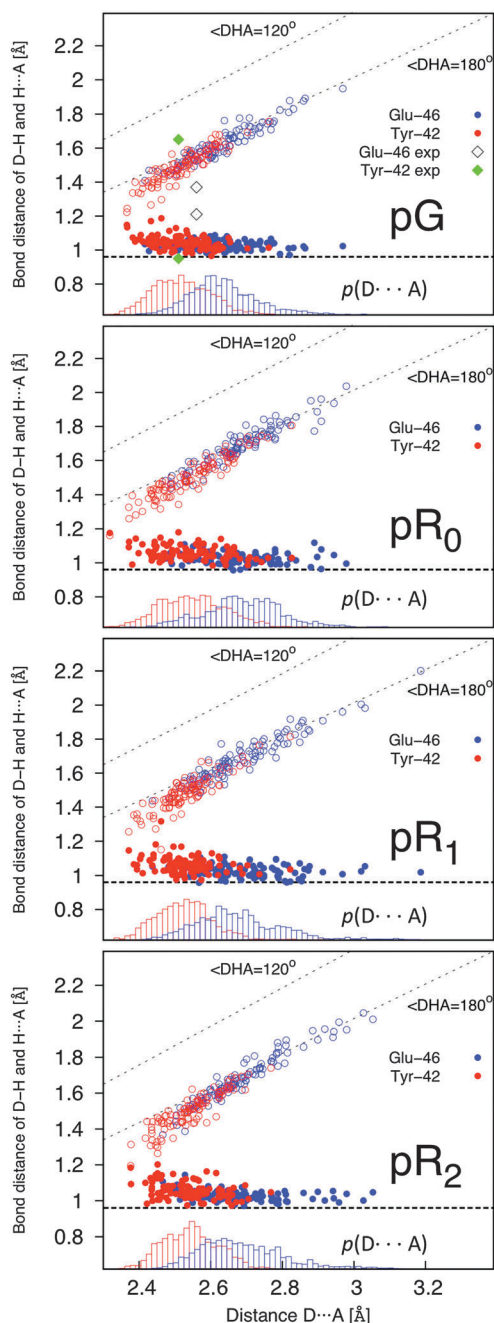 <DHA=120°
<DHA=180°
Glu−46
Tyr−42
Glu−46 exp
Tyr−42 exp
pG
p(D⋯A)
Bond distance of D–H and H⋯A [Å]
2.2
2
1.8
1.6
1.4
1.2
1
0.8
<DHA=120°
<DHA=180°
Glu−46
Tyr−42
pR₀
p(D⋯A)
Bond distance of D–H and H⋯A [Å]
2.2
2
1.8
1.6
1.4
1.2
1
0.8
<DHA=120°
<DHA=180°
Glu−46
Tyr−42
pR₁
p(D⋯A)
Bond distance of D–H and H⋯A [Å]
2.2
2
1.8
1.6
1.4
1.2
1
0.8
<DHA=120°
<DHA=180°
Glu−46
Tyr−42
pR₂
p(D⋯A)
Bond distance of D–H and H⋯A [Å]
2.2
2
1.8
1.6
1.4
1.2
1
0.8
2.4 2.6 2.8 3 3.2
Distance D⋯A [Å]